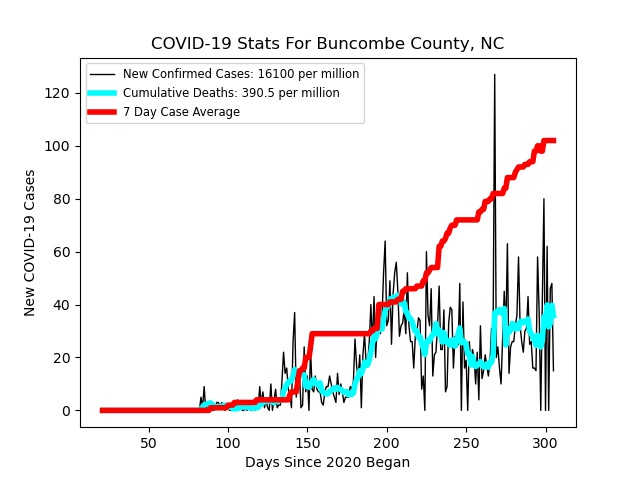 COVID-19 Stats For Buncombe County, NC
New Confirmed Cases: 16100 per million
Cumulative Deaths: 390.5 per million
7 Day Case Average
New COVID-19 Cases
120
100
80
60
40
20
0
50 100 150 200 250 300
Days Since 2020 Began